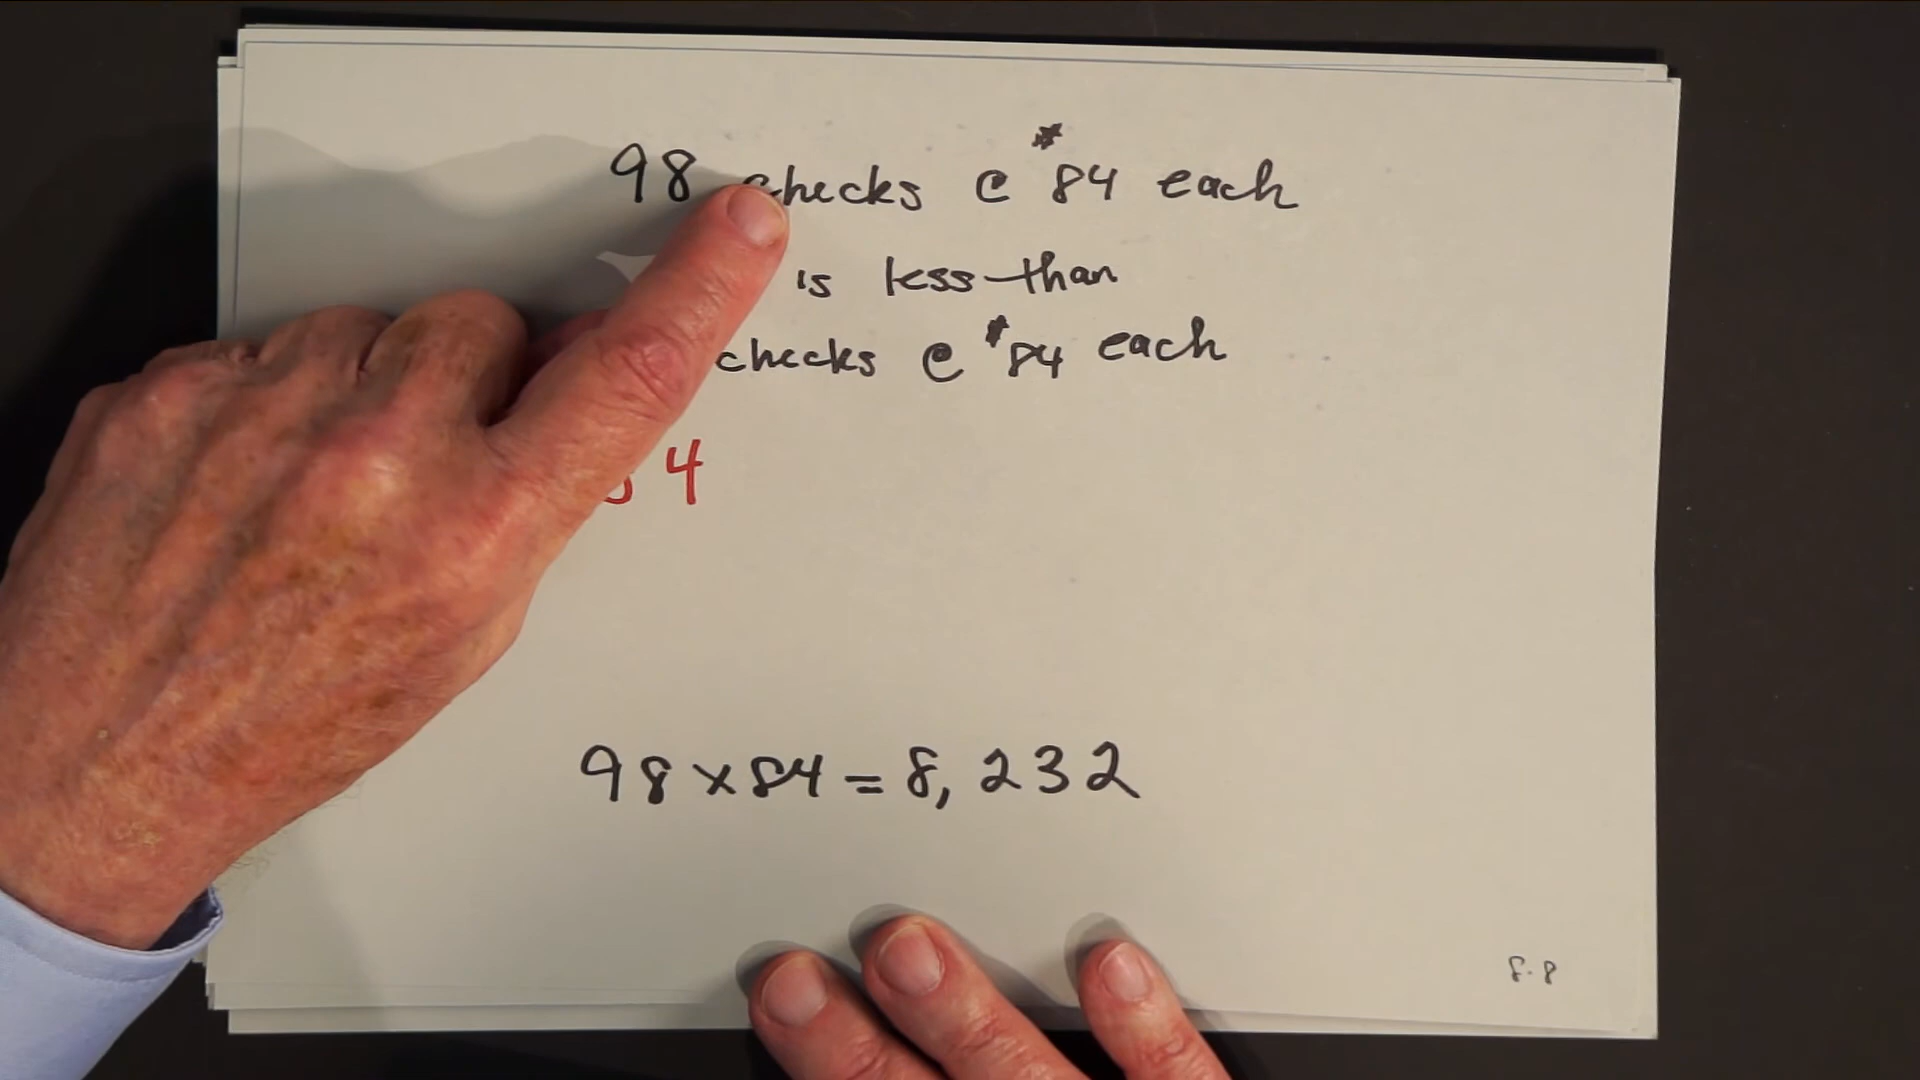 98 checks @ $84 each
is less than
checks @ $84 each
4
98 x 84 = 8,232
8.8